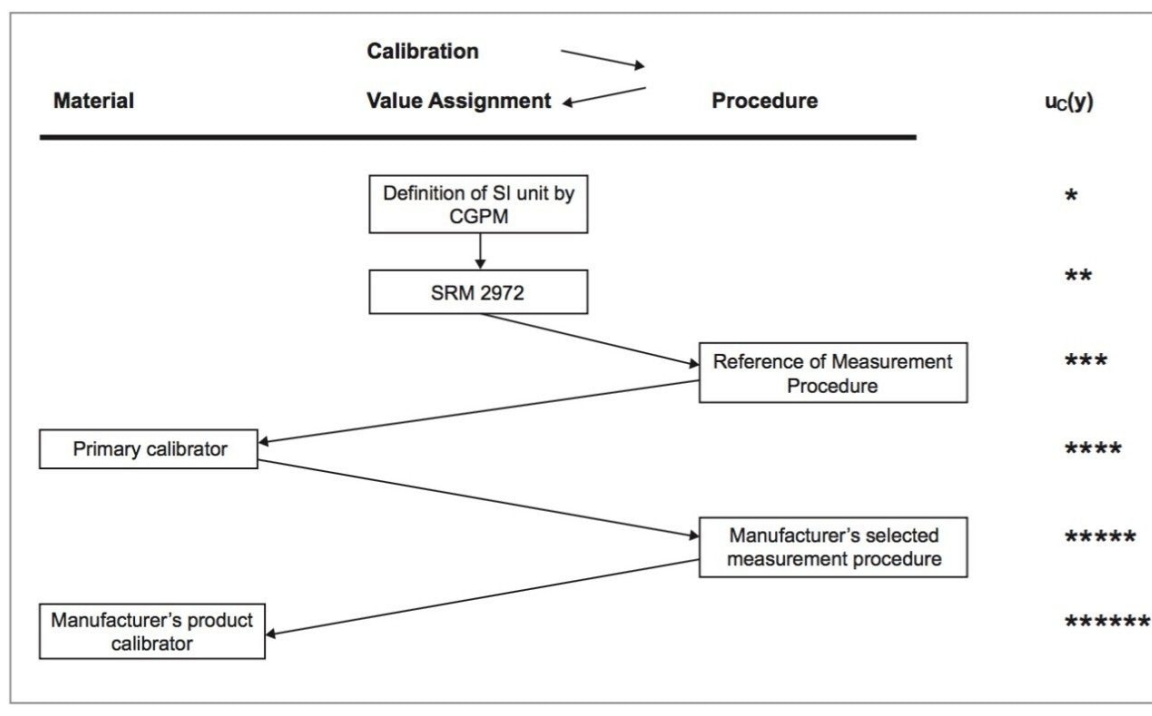 Calibration
Material Value Assignment Procedure uC(y)
Definition of SI unit by
CGPM
*
SRM 2972
**
Reference of Measurement
Procedure
***
Primary calibrator
****
Manufacturer's selected
measurement procedure
*****
Manufacturer's product
calibrator
******